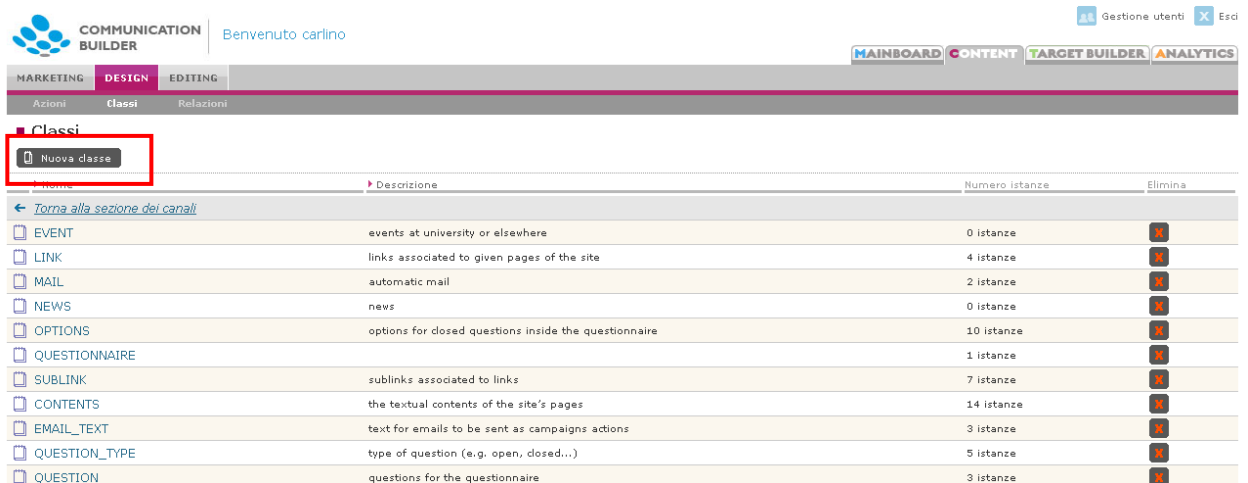 Gestione utenti X Esci
COMMUNICATION
BUILDER
Benvenuto carlino
MAINBOARD CONTENT TARGET BUILDER ANALYTICS
MARKETING DESIGN EDITING
Azioni Classi Relazioni
Classi
Nuova classe
Nome Descrizione Numero istanze Elimina
← Torna alla sezione dei canali
EVENT events at university or elsewhere 0 istanze X
LINK links associated to given pages of the site 4 istanze X
MAIL automatic mail 2 istanze X
NEWS news 0 istanze X
OPTIONS options for closed questions inside the questionnaire 10 istanze X
QUESTIONNAIRE 1 istanze X
SUBLINK sublinks associated to links 7 istanze X
CONTENTS the textual contents of the site's pages 14 istanze X
EMAIL_TEXT text for emails to be sent as campaigns actions 3 istanze X
QUESTION_TYPE type of question (e.g. open, closed...) 5 istanze X
QUESTION questions for the questionnaire 3 istanze X